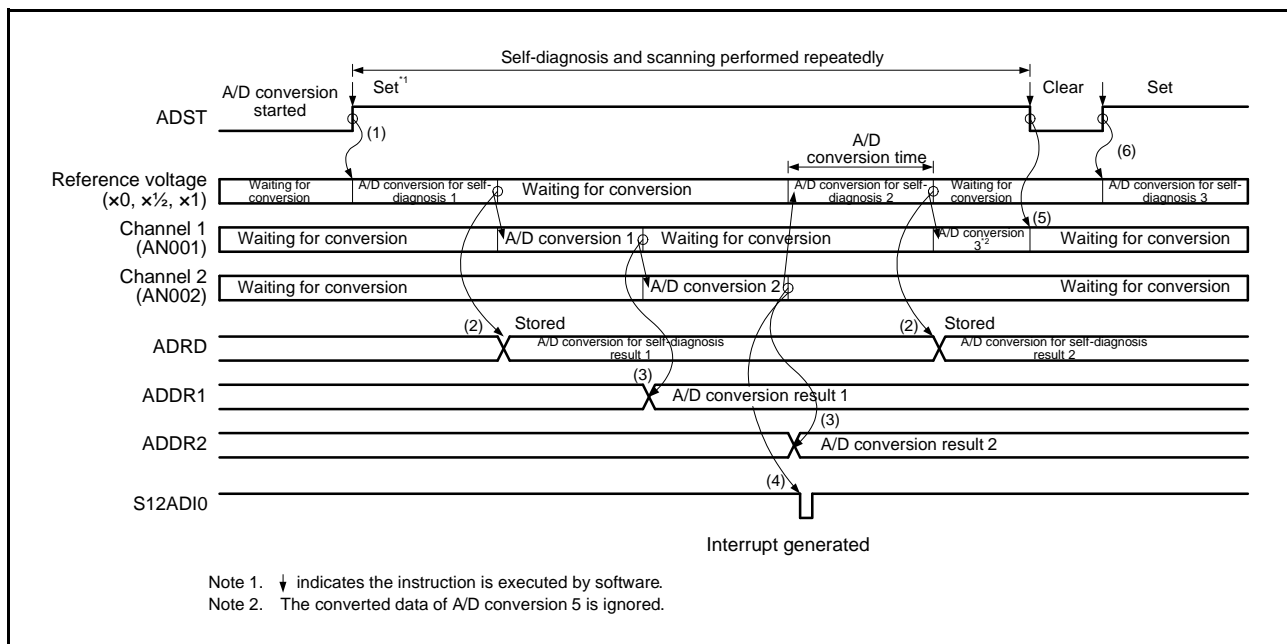 Self-diagnosis and scanning performed repeatedly
A/D conversion
started
Set*1
Clear
Set
ADST
(1)
A/D
conversion time
(6)
Reference voltage
(×0, ×½, ×1)
Waiting for
conversion
A/D conversion for self-
diagnosis 1
Waiting for conversion
A/D conversion for self-
diagnosis 2
Waiting for
conversion
A/D conversion for self-
diagnosis 3
(5)
Channel 1
(AN001)
Waiting for conversion
A/D conversion 1
Waiting for conversion
A/D conversion
3*2
Waiting for conversion
Channel 2
(AN002)
Waiting for conversion
A/D conversion 2
Waiting for conversion
(2)
Stored
(2)
Stored
ADRD
A/D conversion for self-diagnosis
result 1
A/D conversion for self-diagnosis
result 2
(3)
ADDR1
A/D conversion result 1
(3)
ADDR2
A/D conversion result 2
(4)
S12ADI0
Interrupt generated
Note 1. ↓ indicates the instruction is executed by software.
Note 2. The converted data of A/D conversion 5 is ignored.